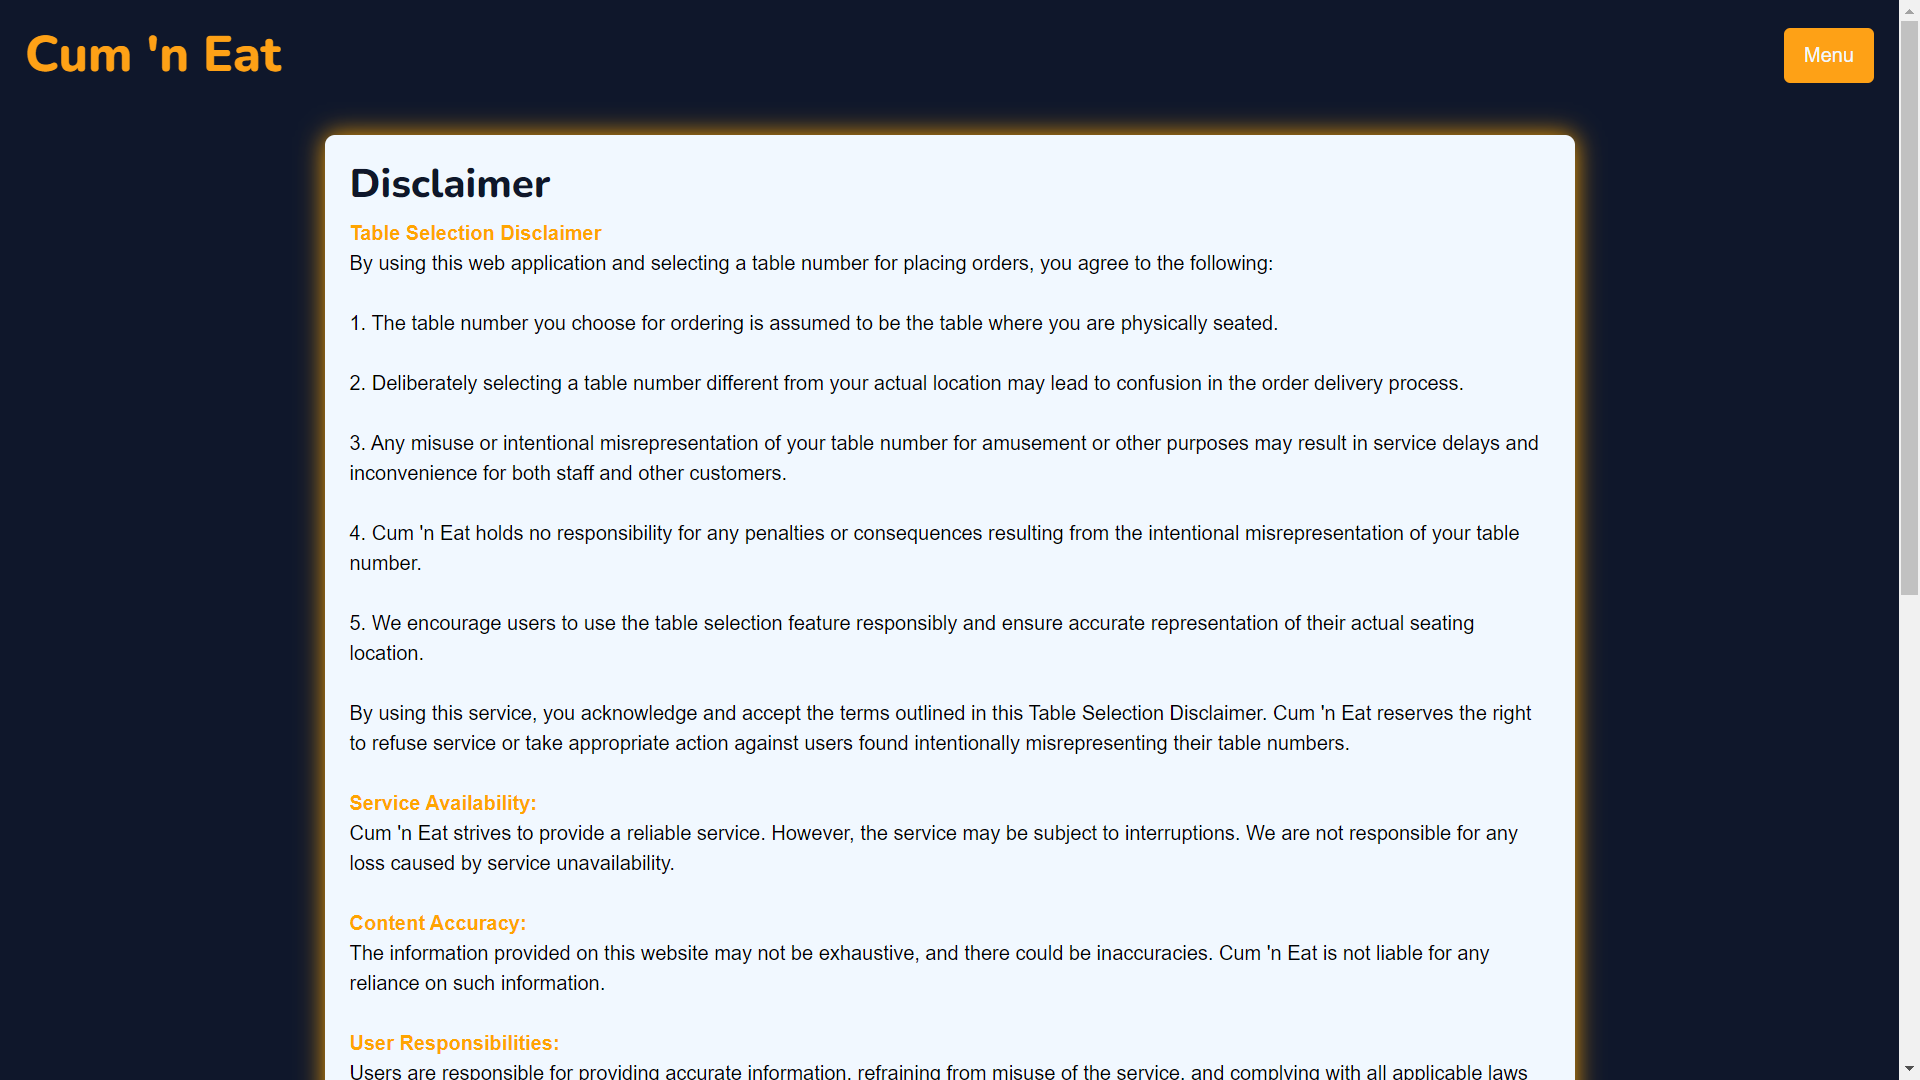 Cum 'n Eat
Menu
Disclaimer
Table Selection Disclaimer
By using this web application and selecting a table number for placing orders, you agree to the following:
1. The table number you choose for ordering is assumed to be the table where you are physically seated.
2. Deliberately selecting a table number different from your actual location may lead to confusion in the order delivery process.
3. Any misuse or intentional misrepresentation of your table number for amusement or other purposes may result in service delays and
inconvenience for both staff and other customers.
4. Cum 'n Eat holds no responsibility for any penalties or consequences resulting from the intentional misrepresentation of your table
number.
5. We encourage users to use the table selection feature responsibly and ensure accurate representation of their actual seating
location.
By using this service, you acknowledge and accept the terms outlined in this Table Selection Disclaimer. Cum 'n Eat reserves the right
to refuse service or take appropriate action against users found intentionally misrepresenting their table numbers.
Service Availability:
Cum 'n Eat strives to provide a reliable service. However, the service may be subject to interruptions. We are not responsible for any
loss caused by service unavailability.
Content Accuracy:
The information provided on this website may not be exhaustive, and there could be inaccuracies. Cum 'n Eat is not liable for any
reliance on such information.
User Responsibilities:
Users are responsible for providing accurate information, refraining from misuse of the service, and complying with all applicable laws